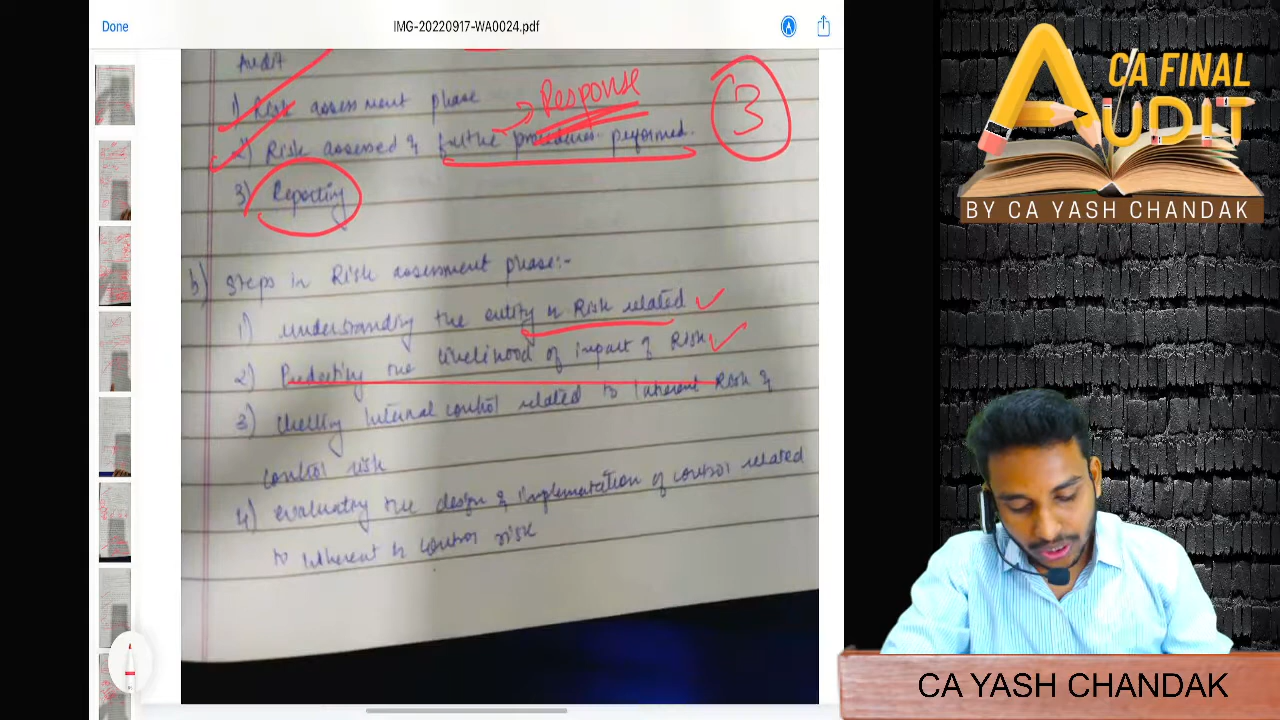 Done
IMG-20220917-WA0024.pdf
Audit
1) Risk assessment phase
Response
3
2) Risk assessed & procedures performed.
3) Reporting
b) Steps in Risk assessment phase:-
1) understanding the entity Risk related
2) the likelihood of impact of Risk
3) checking Internal control related to Inherent Risk &
control risk
4) evaluating the design & of control related
to inherent control risk
CA FINAL
AUDIT
BY CA YASH CHANDAK
CA YASH CHANDAK